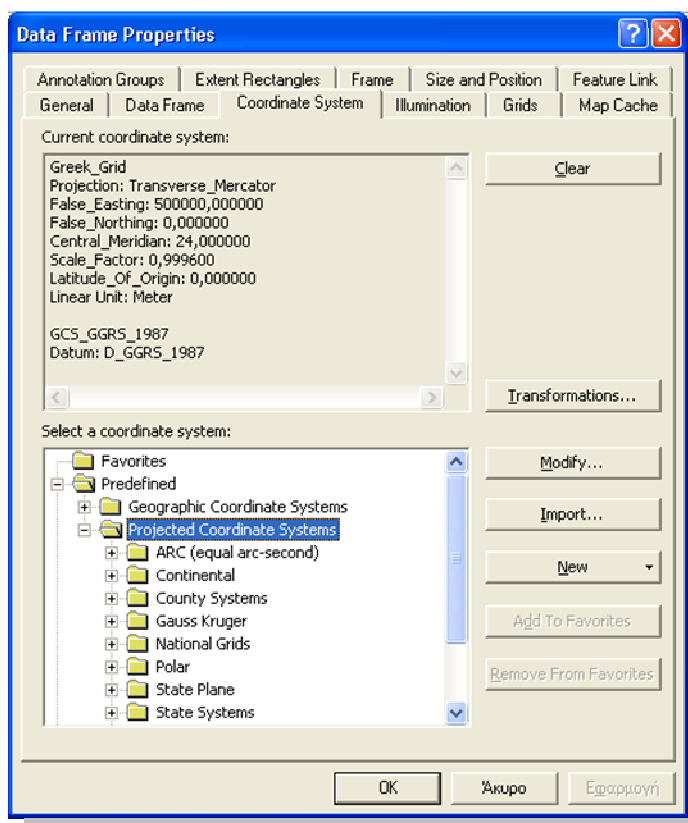 Data Frame Properties
Annotation Groups Extent Rectangles Frame Size and Position Feature Link
General Data Frame Coordinate System Illumination Grids Map Cache
Current coordinate system:
Greek_Grid
Projection: Transverse_Mercator
False_Easting: 500000,000000
False_Northing: 0,000000
Central_Meridian: 24,000000
Scale_Factor: 0,999600
Latitude_Of_Origin: 0,000000
Linear Unit: Meter
GCS_GGRS_1987
Datum: D_GGRS_1987
Clear
Transformations...
Select a coordinate system:
Favorites
Predefined
Geographic Coordinate Systems
Projected Coordinate Systems
ARC (equal arc-second)
Continental
County Systems
Gauss Kruger
National Grids
Polar
State Plane
State Systems
Modify...
Import...
New
Add To Favorites
Remove From Favorites
OK Άκυρο Εφαρμογή